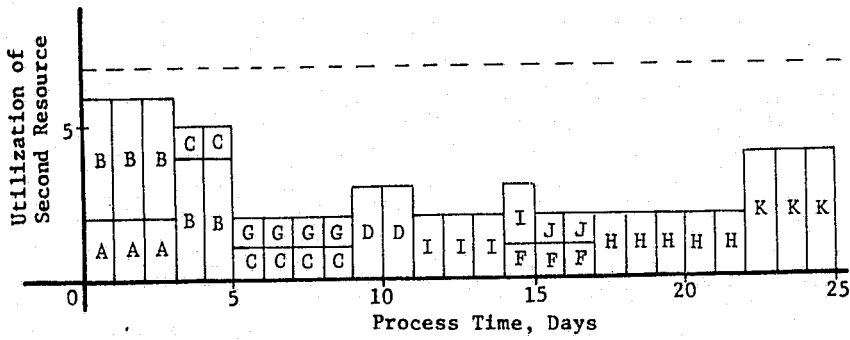 Utilization of
Second Resource
5
B B B C C
B B
A A A
G G G G
C C C C
D D
I I I
I
F
J J
F F
H H H H H
K K K
0 5 10 15 20 25
Process Time, Days